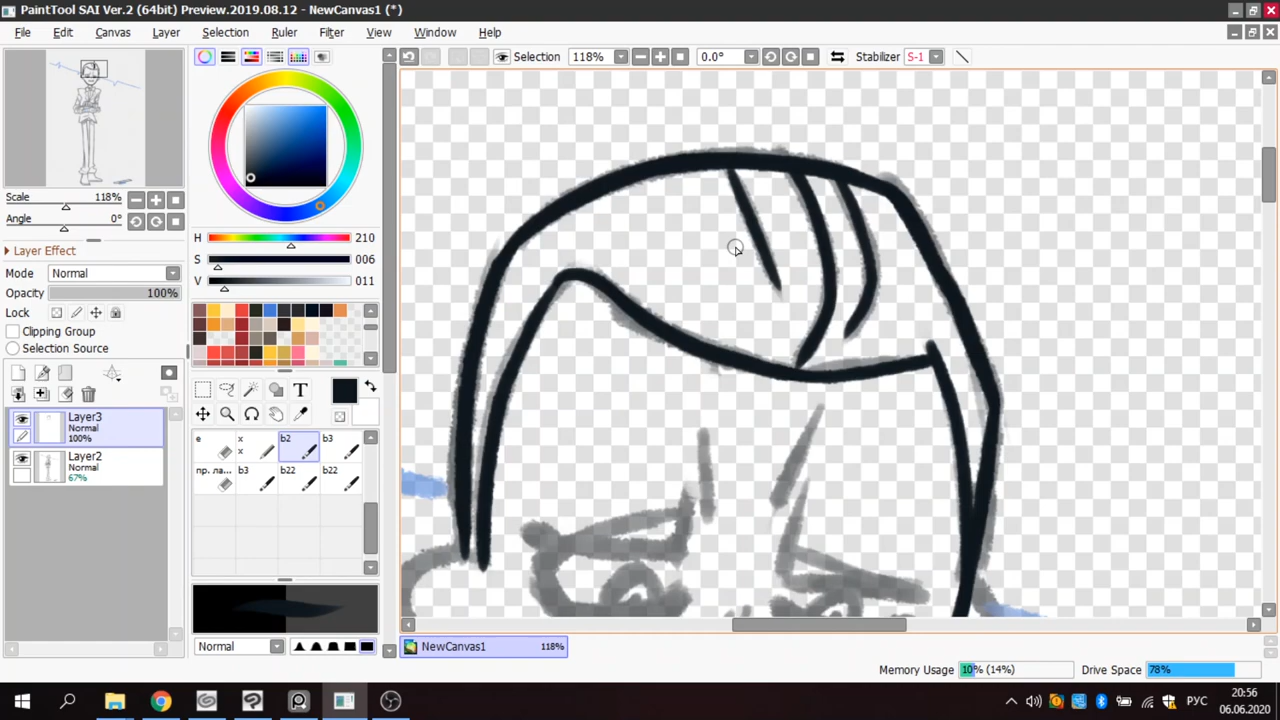 PaintTool SAI Ver.2 (64bit) Preview.2019.08.12 - NewCanvas1 (*)
File Edit Canvas Layer Selection Ruler Filter View Window Help
Selection 118% 0.0° Stabilizer S-1
Scale 118%
Angle 0°
Layer Effect
Mode Normal
Opacity 100%
Lock
Clipping Group
Selection Source
Layer3
Normal
100%
Layer2
Normal
67%
H 210
S 006
V 011
T
e x x b2 b3
пр. ла... b3 b22 b22
Normal
NewCanvas1 118%
Memory Usage 10% (14%) Drive Space 78%
РУС
20:56
06.06.2020